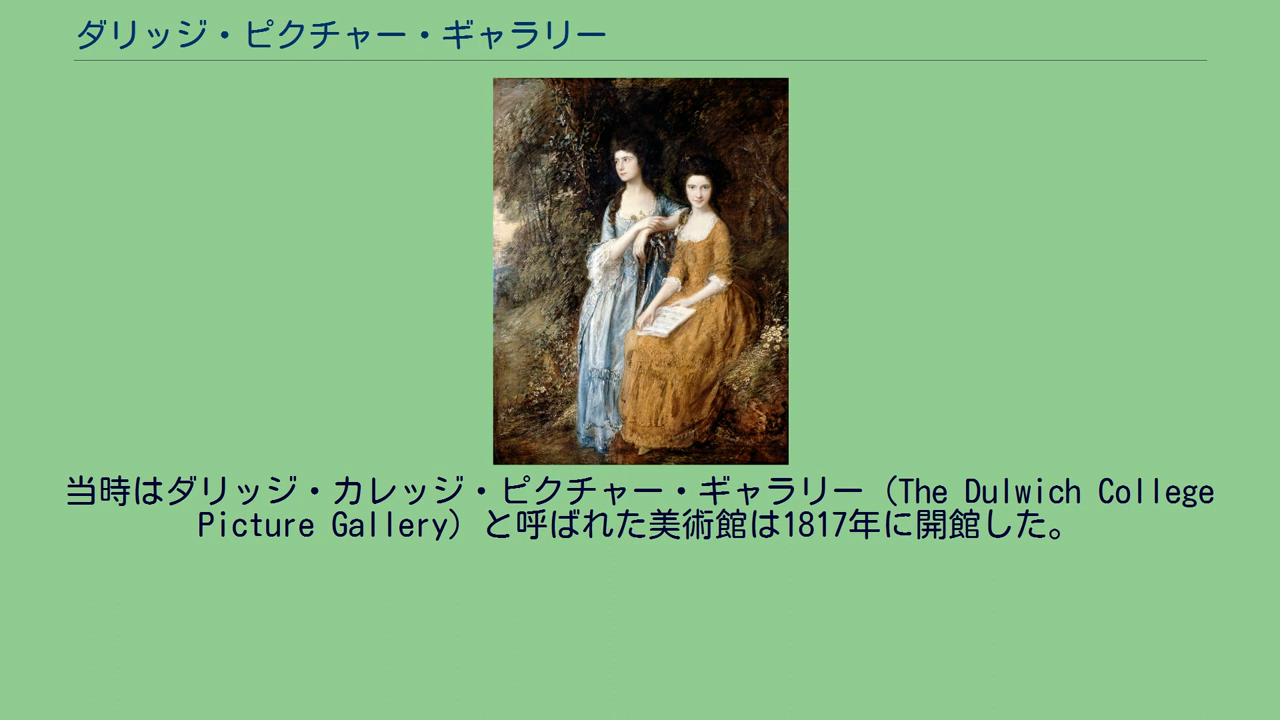 ダリッジ・ピクチャー・ギャラリー
当時はダリッジ・カレッジ・ピクチャー・ギャラリー（The Dulwich College
Picture Gallery）と呼ばれた美術館は1817年に開館した。